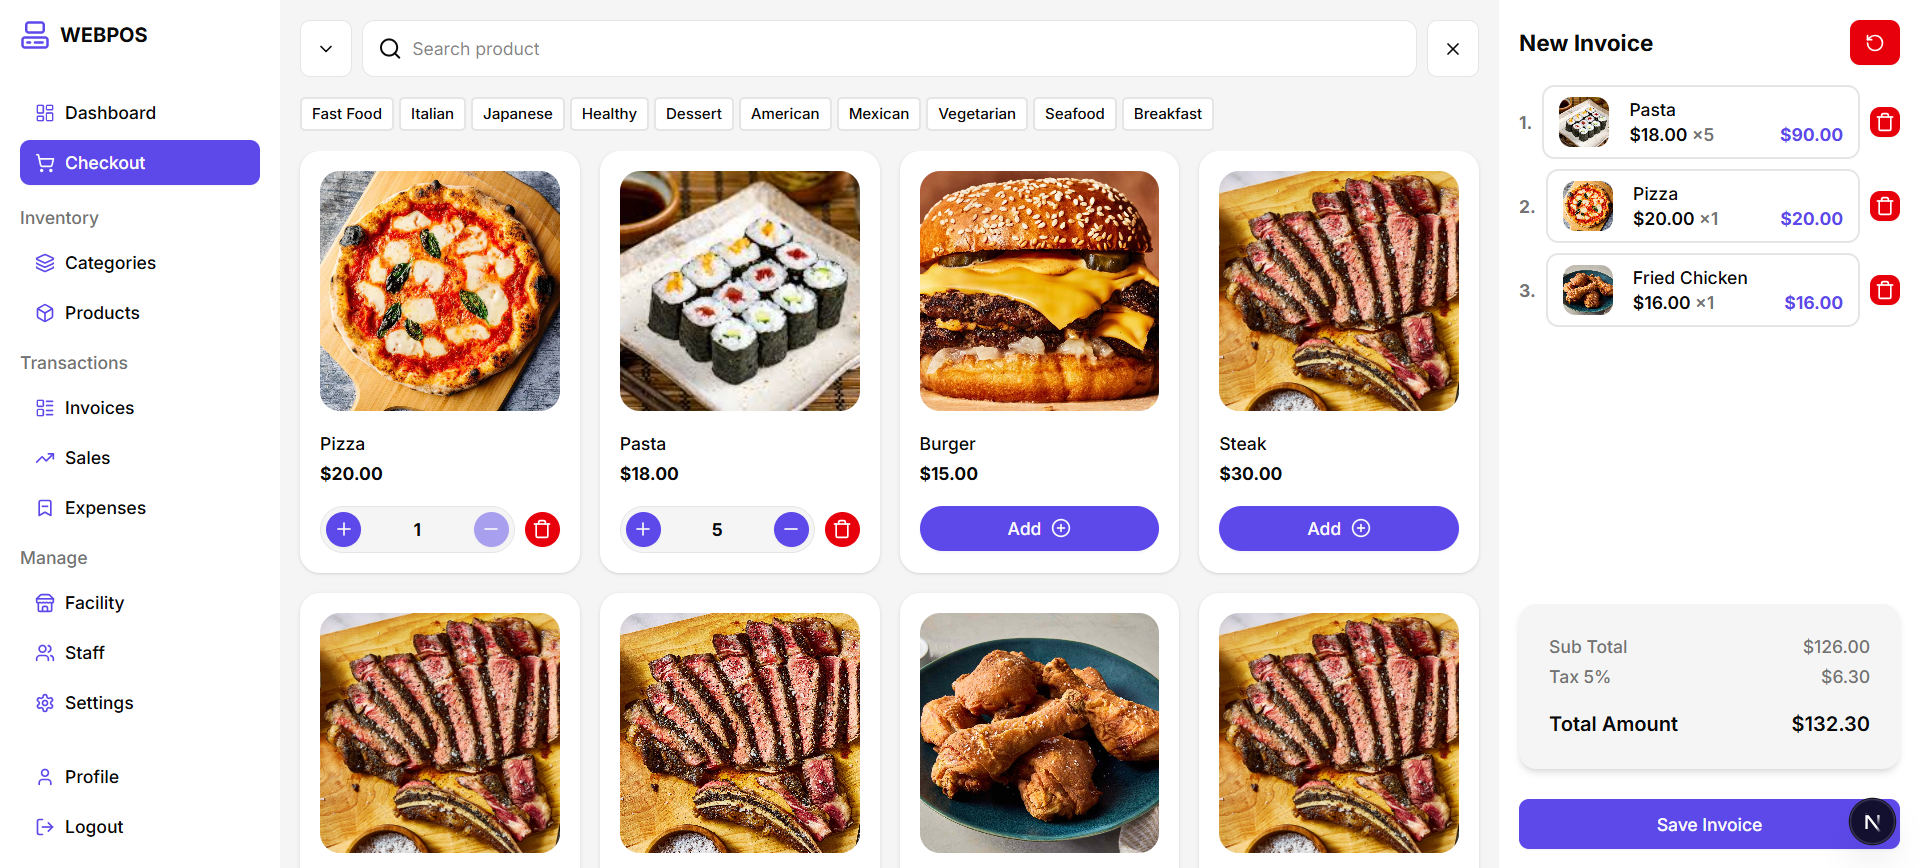 WEBPOS
Dashboard
Checkout
Inventory
Categories
Products
Transactions
Invoices
Sales
Expenses
Manage
Facility
Staff
Settings
Profile
Logout
Search product
Fast Food
Italian
Japanese
Healthy
Dessert
American
Mexican
Vegetarian
Seafood
Breakfast
Pizza
$20.00
1
Pasta
$18.00
5
Burger
$15.00
Add
Steak
$30.00
Add
New Invoice
1.
Pasta
$18.00 ×5 $90.00
2.
Pizza
$20.00 ×1 $20.00
3.
Fried Chicken
$16.00 ×1 $16.00
Sub Total $126.00
Tax 5% $6.30
Total Amount $132.30
Save Invoice
N